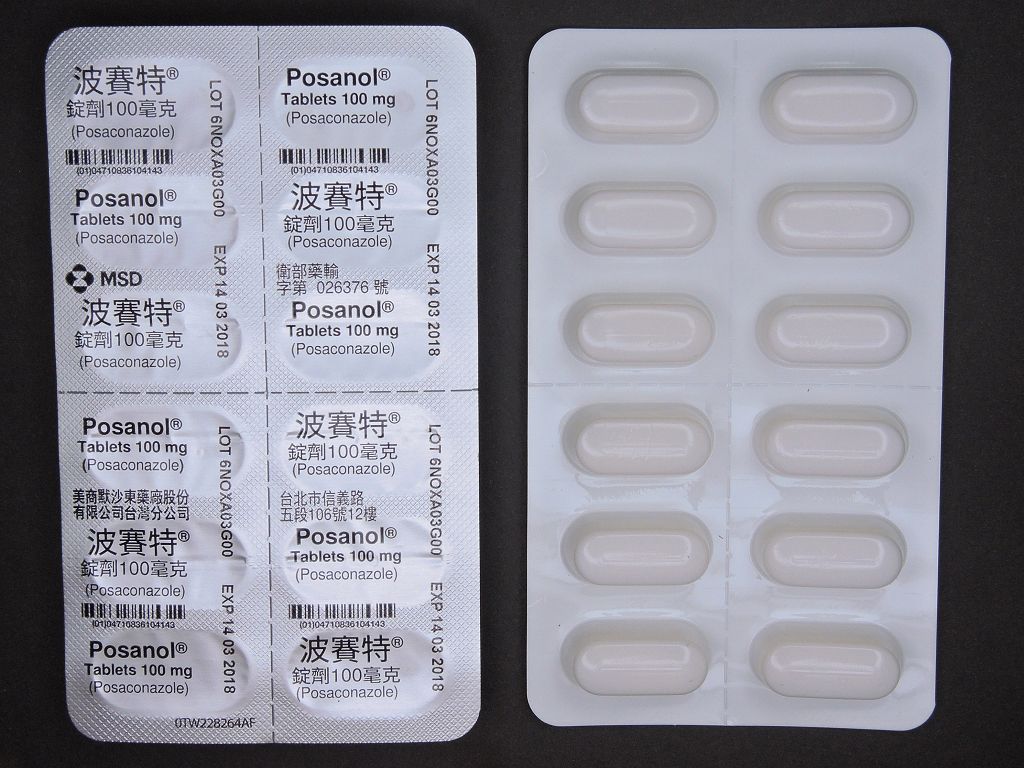 波賽特®
錠劑100毫克
(Posaconazole)
(01)04710836104143
Posanol®
Tablets 100 mg
(Posaconazole)
MSD
波賽特®
錠劑100毫克
(Posaconazole)
LOT 6NOXA03G00 EXP 14 03 2018
Posanol®
Tablets 100 mg
(Posaconazole)
(01)04710836104143
波賽特®
錠劑100毫克
(Posaconazole)
衛部藥輸
字第 026376 號
Posanol®
Tablets 100 mg
(Posaconazole)
LOT 6NOXA03G00 EXP 14 03 2018
Posanol®
Tablets 100 mg
(Posaconazole)
美商默沙東藥廠股份
有限公司台灣分公司
波賽特®
錠劑100毫克
(Posaconazole)
(01)04710836104143
Posanol®
Tablets 100 mg
(Posaconazole)
LOT 6NOXA03G00 EXP 14 03 2018
0TW228264AF
波賽特®
錠劑100毫克
(Posaconazole)
台北市信義路
五段106號12樓
Posanol®
Tablets 100 mg
(Posaconazole)
(01)04710836104143
波賽特®
錠劑100毫克
(Posaconazole)
LOT 6NOXA03G00 EXP 14 03 2018